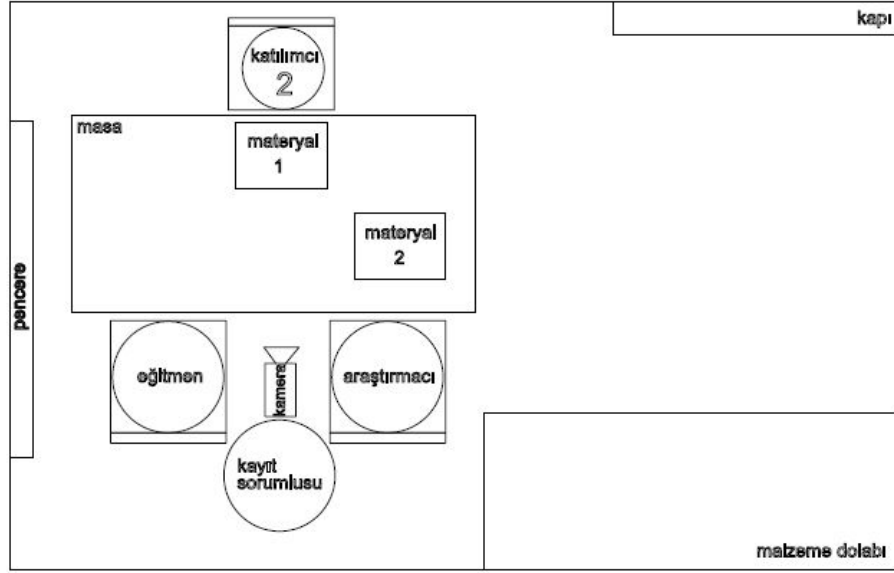 kapı
katılımcı
2
masa
materyal
1
materyal
2
pencere
eğitmen
kamera
araştırmacı
kayıt
sorumlusu
malzeme dolabı